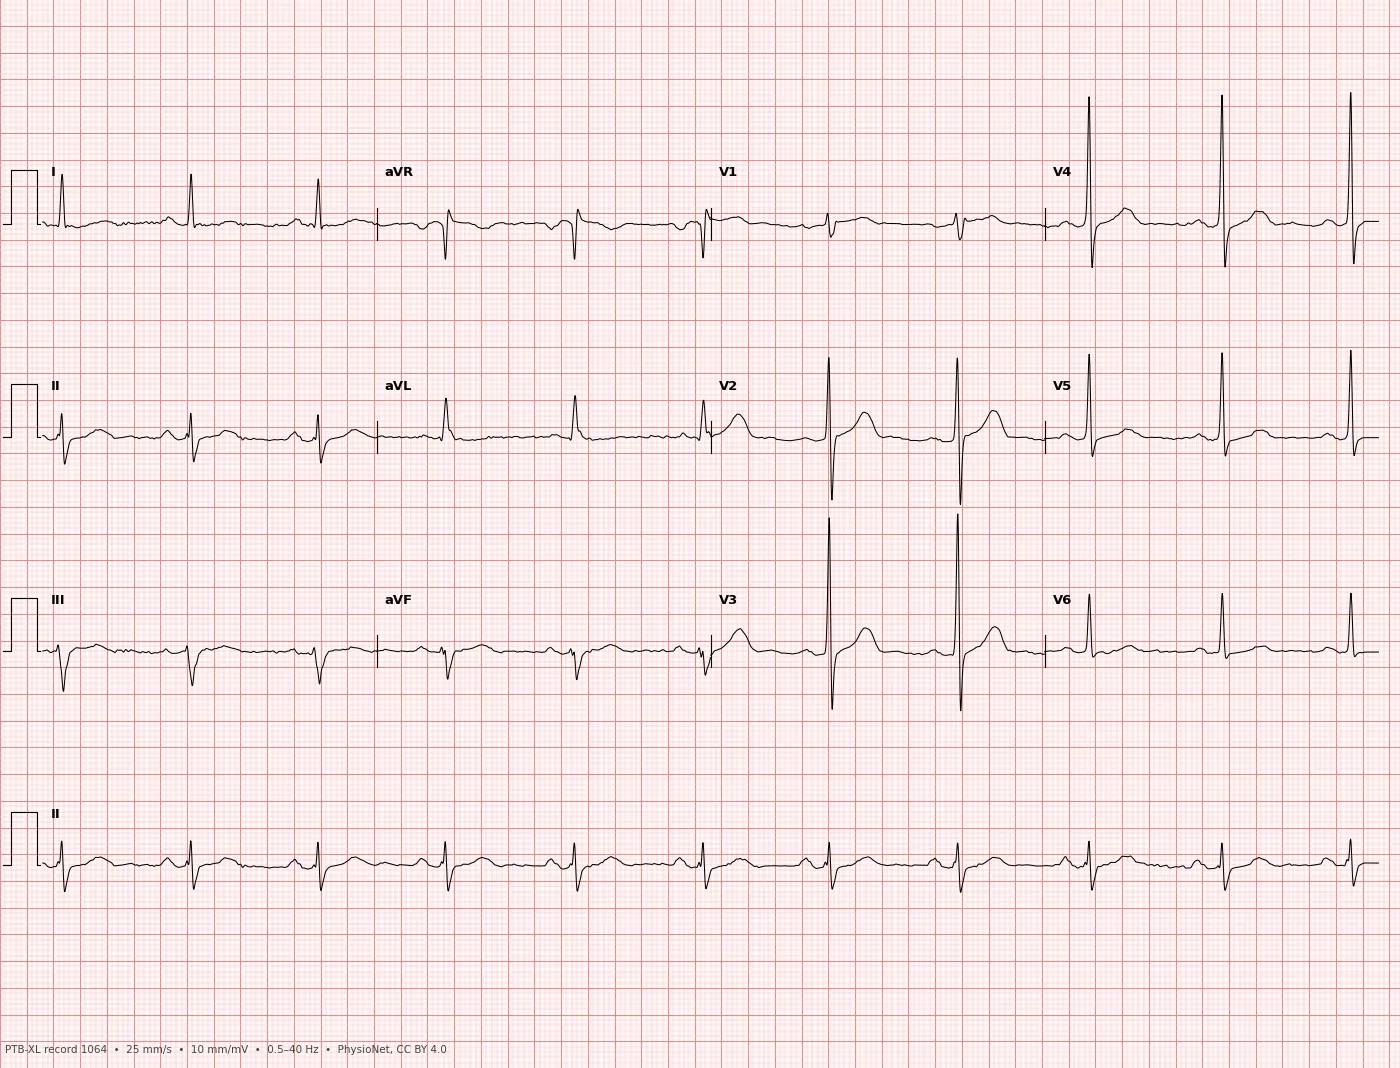 I aVR V1 V4
II aVL V2 V5
III aVF V3 V6
II
PTB-XL record 1064 • 25 mm/s • 10 mm/mV • 0.5–40 Hz • PhysioNet, CC BY 4.0